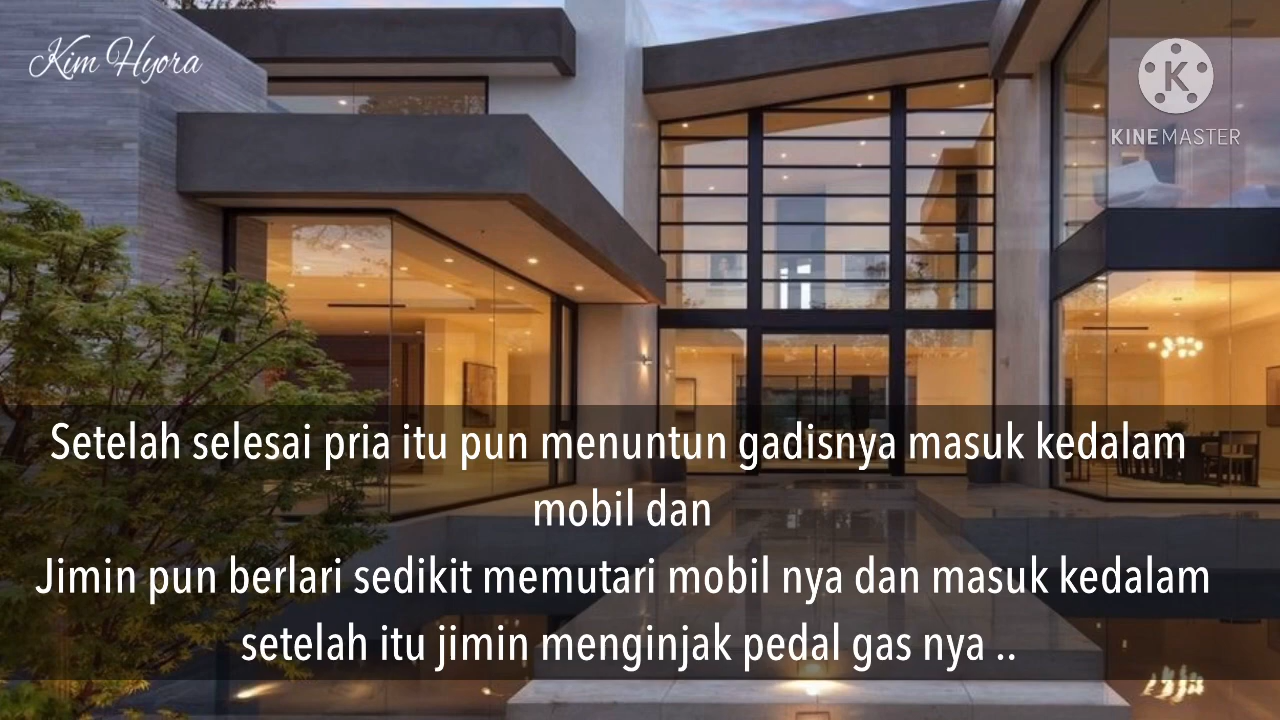 Kim Hyora
K
KINEMASTER
Setelah selesai pria itu pun menuntun gadisnya masuk kedalam
mobil dan
Jimin pun berlari sedikit memutari mobil nya dan masuk kedalam
setelah itu jimin menginjak pedal gas nya ..